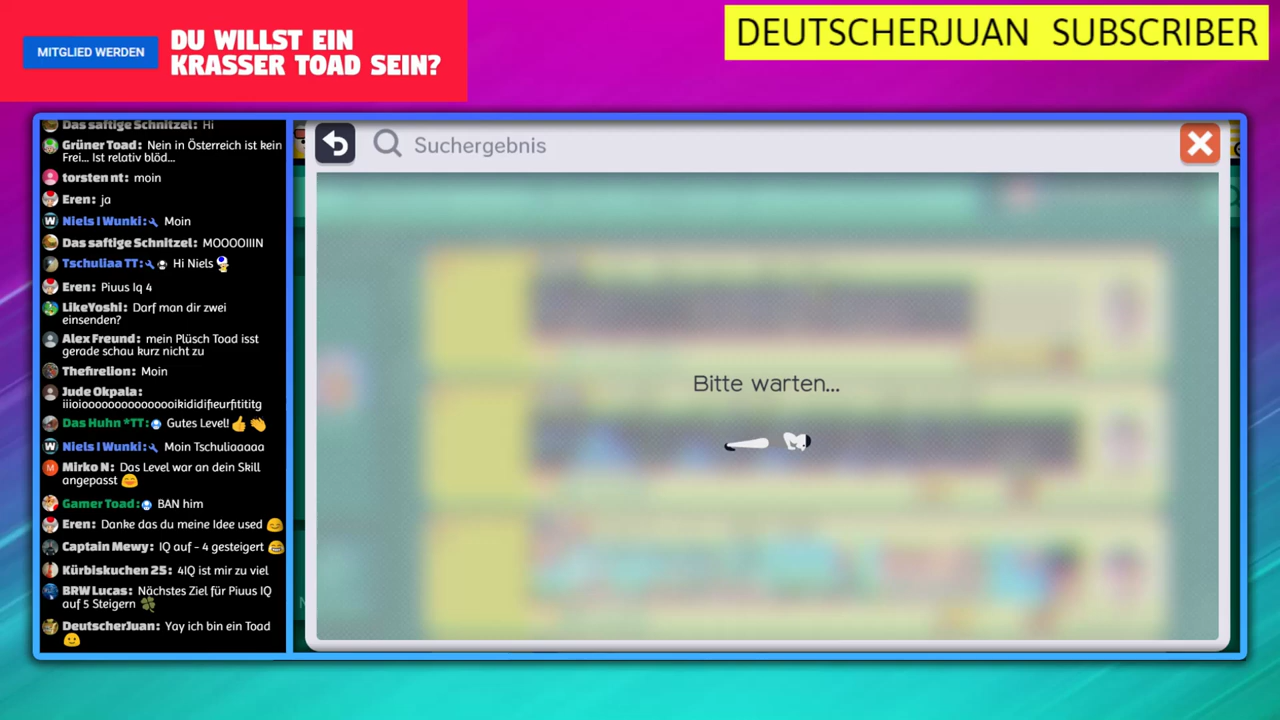 MITGLIED WERDEN
DU WILLST EIN
KRASSER TOAD SEIN?
DEUTSCHERJUAN SUBSCRIBER
Das saftige Schnitzel: Hi
Grüner Toad: Nein in Österreich ist kein
Frei... Ist relativ blöd...
torsten nt: moin
Eren: ja
Niels | Wunki: Moin
Das saftige Schnitzel: MOOOOIIIN
Tschuliaa TT: Hi Niels
Eren: Piuus Iq 4
LikeYoshi: Darf man dir zwei
einsenden?
Alex Freund: mein Plüsch Toad isst
gerade schau kurz nicht zu
Thefirelion: Moin
Jude Okpala:
iiioioooooooooooooikididifieurfitititg
Das Huhn *TT: Gutes Level!👍👏
Niels | Wunki: Moin Tschuliaaaaa
Mirko N: Das Level war an dein Skill
angepasst 😊
Gamer Toad: BAN him
Eren: Danke das du meine Idee used 😊
Captain Mewy: IQ auf - 4 gesteigert 😂
Kürbiskuchen 25: 4IQ ist mir zu viel
BRW Lucas: Nächstes Ziel für Piuus IQ
auf 5 Steigern 🍀
DeutscherJuan: Yay ich bin ein Toad
🙂
Suchergebnis
Bitte warten...